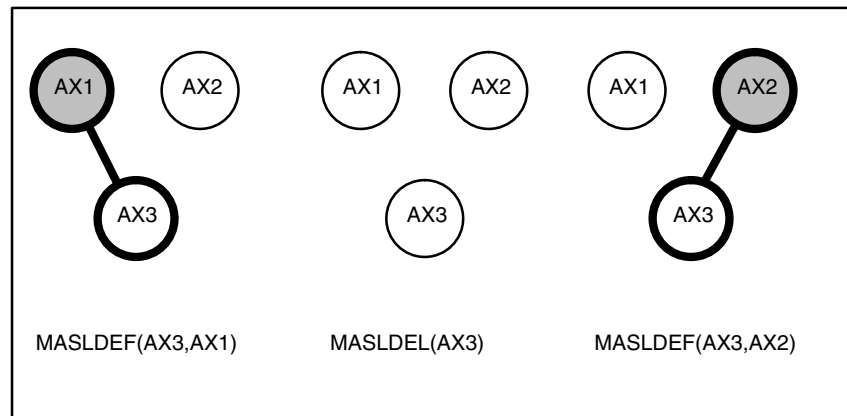 AX1 AX2 AX1 AX2 AX1 AX2
AX3 AX3 AX3
MASLDEF(AX3,AX1) MASLDEL(AX3) MASLDEF(AX3,AX2)